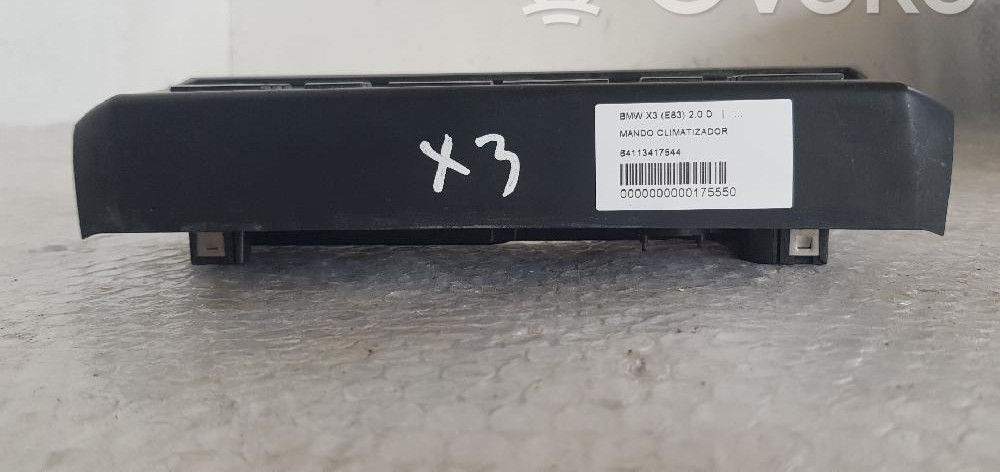 BMW X3 (E83) 2.0 D | ...
MANDO CLIMATIZADOR
64113417544
0000000000175550
X3